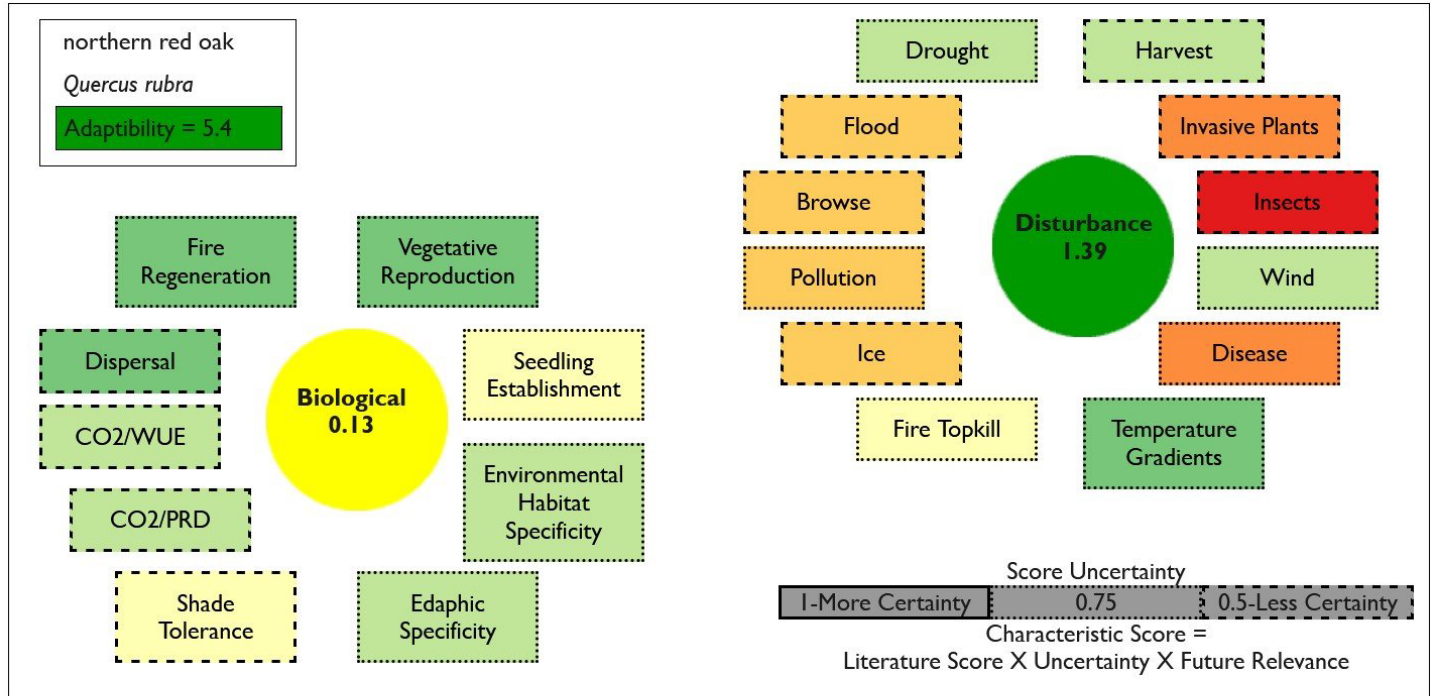 northern red oak
Quercus rubra
Adaptibility = 5.4
Fire
Regeneration
Vegetative
Reproduction
Dispersal
Seedling
Establishment
Biological
0.13
CO2/WUE
Environmental
Habitat
Specificity
CO2/PRD
Shade
Tolerance
Edaphic
Specificity
Drought
Harvest
Flood
Invasive Plants
Browse
Insects
Disturbance
1.39
Pollution
Wind
Ice
Disease
Fire Topkill
Temperature
Gradients
Score Uncertainty
1-More Certainty
0.75
0.5-Less Certainty
Characteristic Score =
Literature Score X Uncertainty X Future Relevance